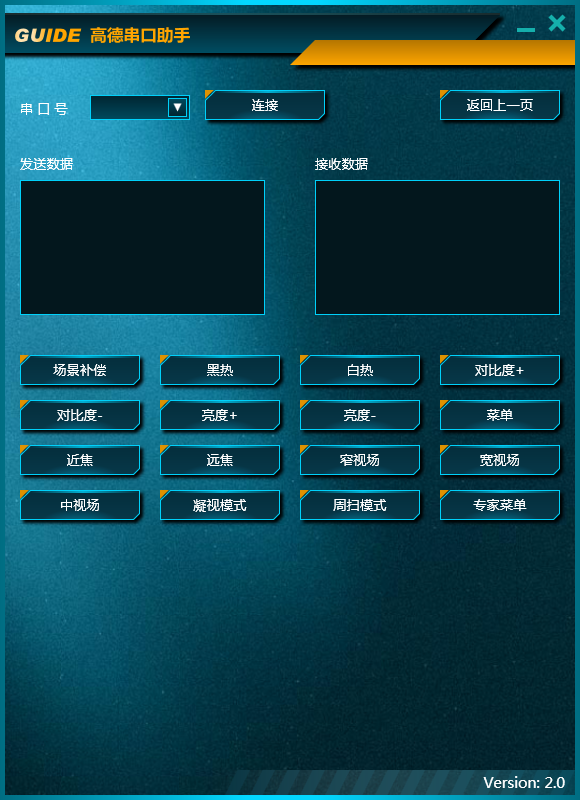 GUIDE 高德串口助手
串口号 连接 返回上一页
发送数据 接收数据
场景补偿 黑热 白热 对比度+
对比度- 亮度+ 亮度- 菜单
近焦 远焦 窄视场 宽视场
中视场 凝视模式 周扫模式 专家菜单
Version: 2.0